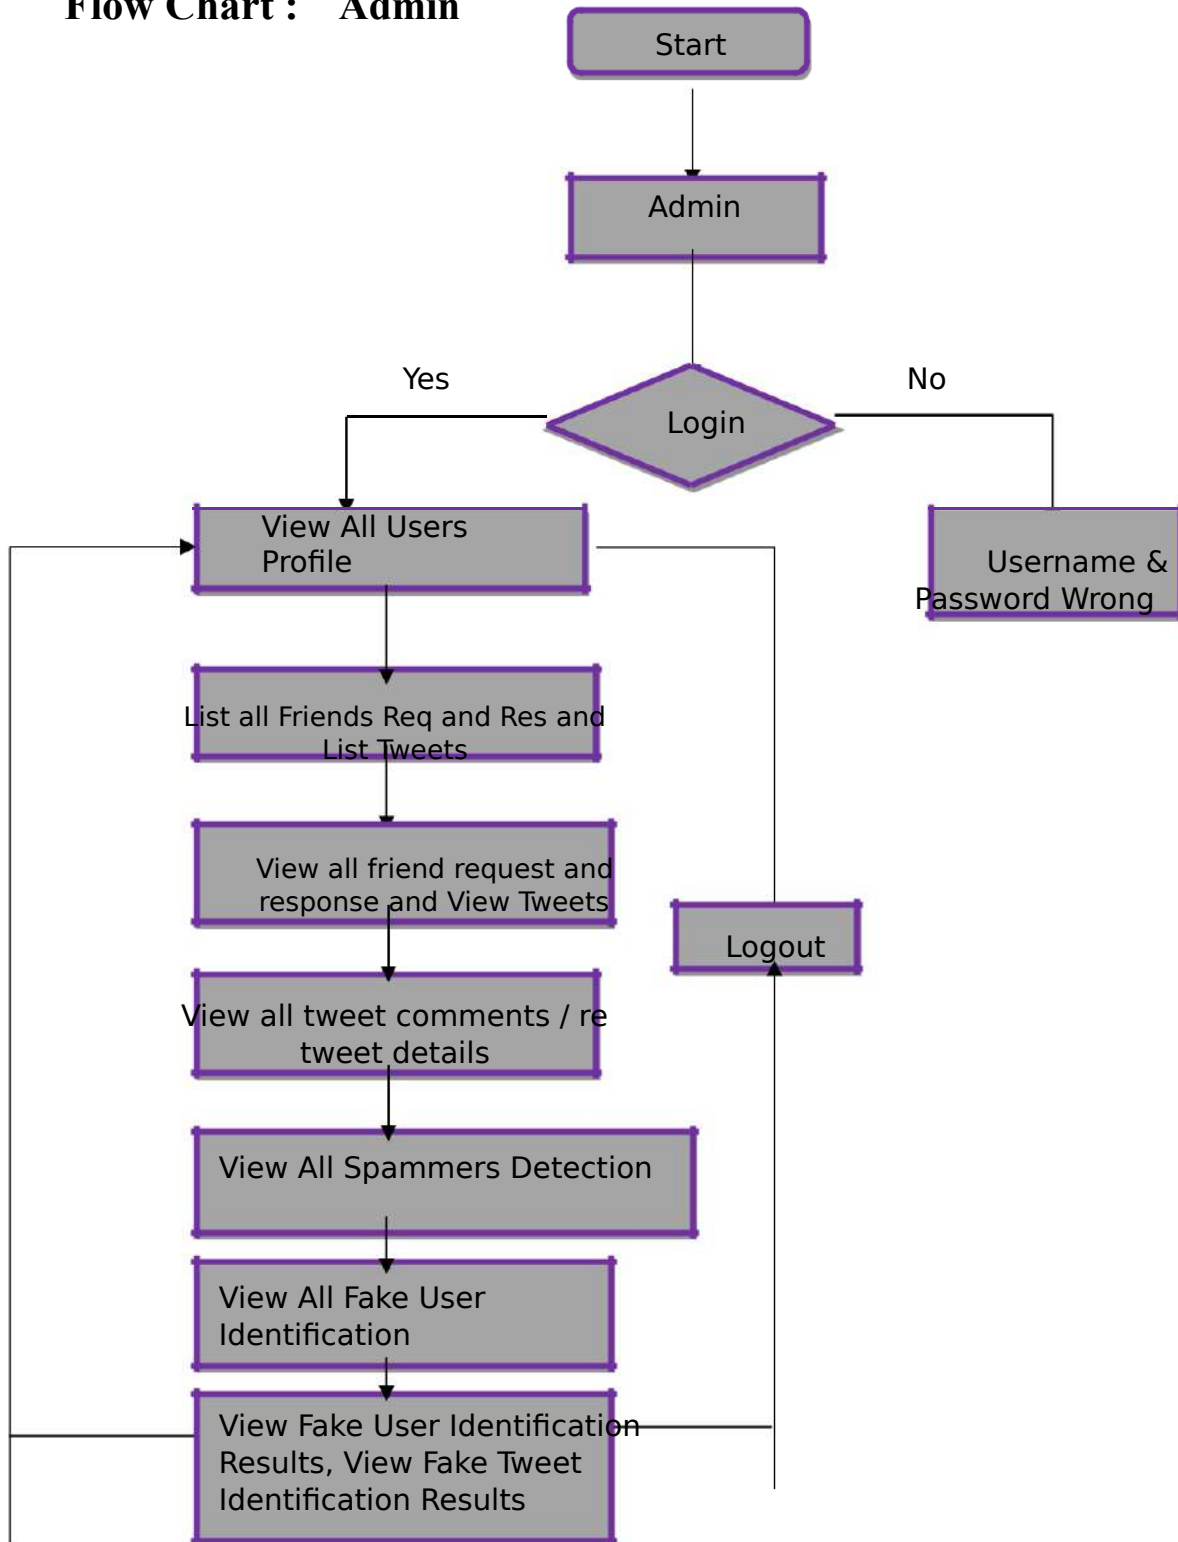 Flow Chart : Admin
Start
Admin
Yes
No
Login
View All Users
Profile
Username &
Password Wrong
List all Friends Req and Res and
List Tweets
View all friend request and
response and View Tweets
Logout
View all tweet comments / re
tweet details
View All Spammers Detection
View All Fake User
Identification
View Fake User Identification
Results, View Fake Tweet
Identification Results